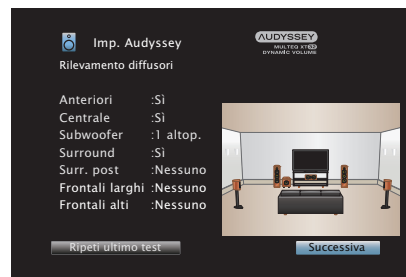 Imp. Audyssey
AUDYSSEY
MULTEQ XT32
DYNAMIC VOLUME
Rilevamento diffusori
Anteriori :Sì
Centrale :Sì
Subwoofer :1 altop.
Surround :Sì
Surr. post :Nessuno
Frontali larghi :Nessuno
Frontali alti :Nessuno
Ripeti ultimo test
Successiva